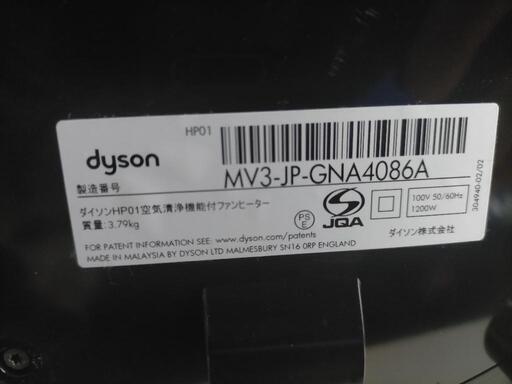 HP01
dyson
製造番号 MV3-JP-GNA4086A
ダイソンHP01空気清浄機能付ファンヒーター
質量:3.79kg
PSE
JQA
100V 50/60Hz
1200W
FOR PATENT INFORMATION SEE: www.dyson.com/patents
ダイソン株式会社
MADE IN MALAYSIA BY DYSON LTD MALMESBURY SN16 0RP ENGLAND
304940-02/02